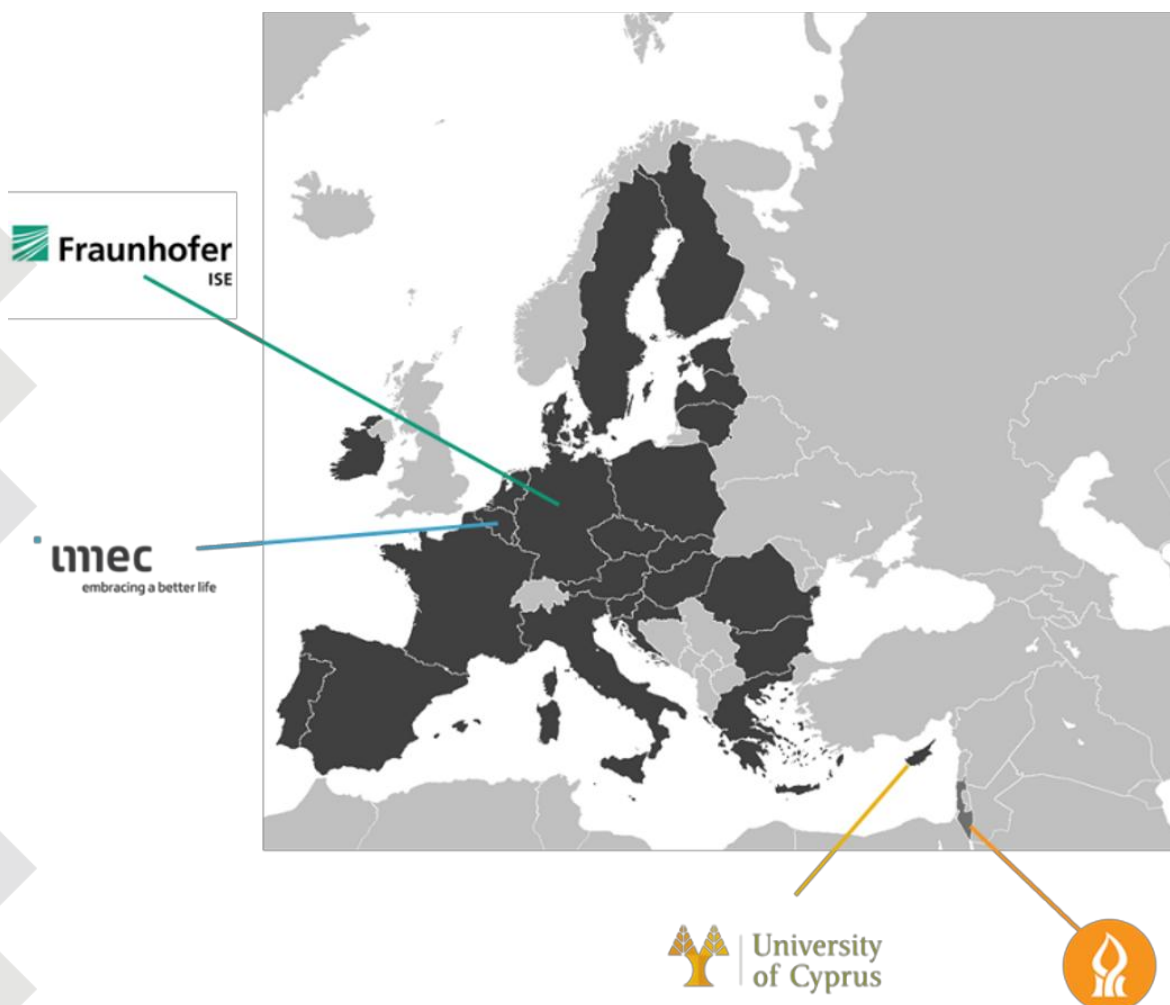 Fraunhofer
ISE
imec
embracing a better life
University
of Cyprus